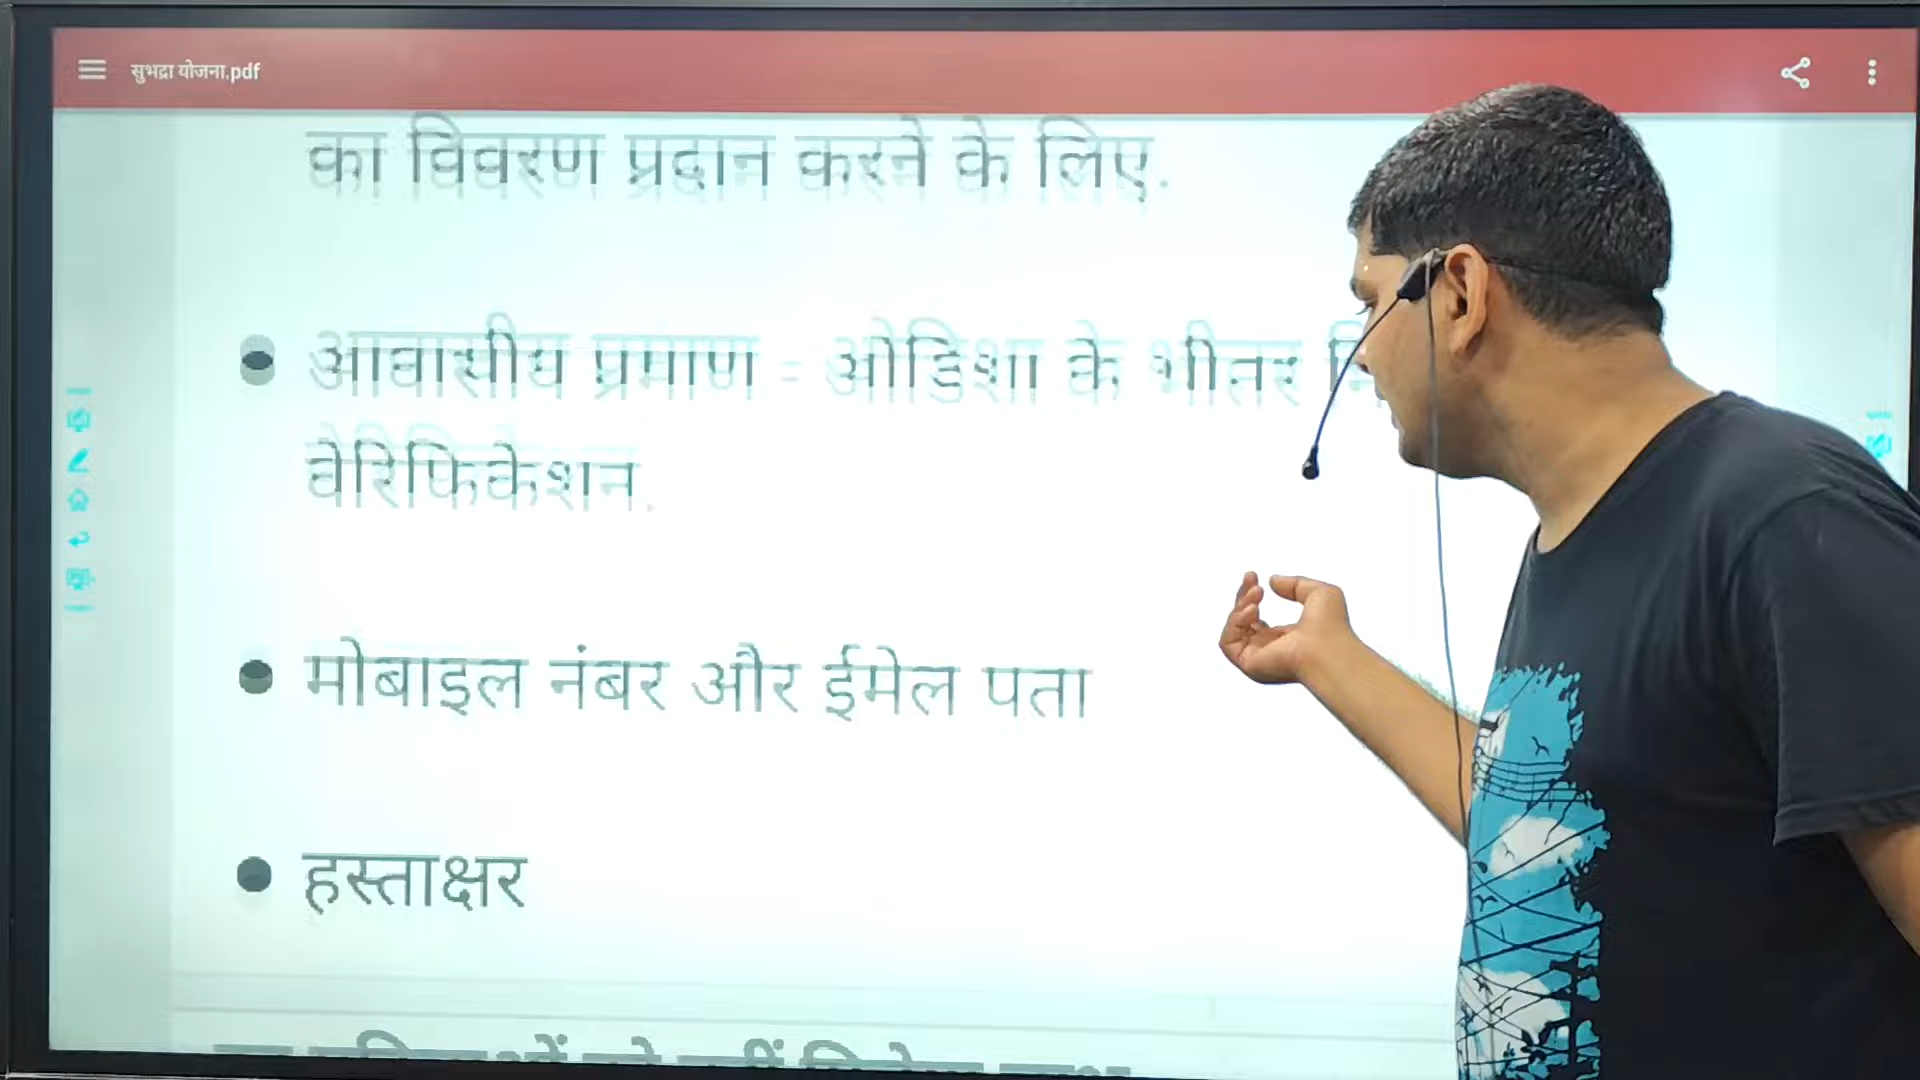 सुभद्रा योजना.pdf
का विवरण प्रदान करने के लिए.
आवासीय प्रमाण - ओडिशा के भीतर
वेरिफिकेशन.
मोबाइल नंबर और ईमेल पता
हस्ताक्षर